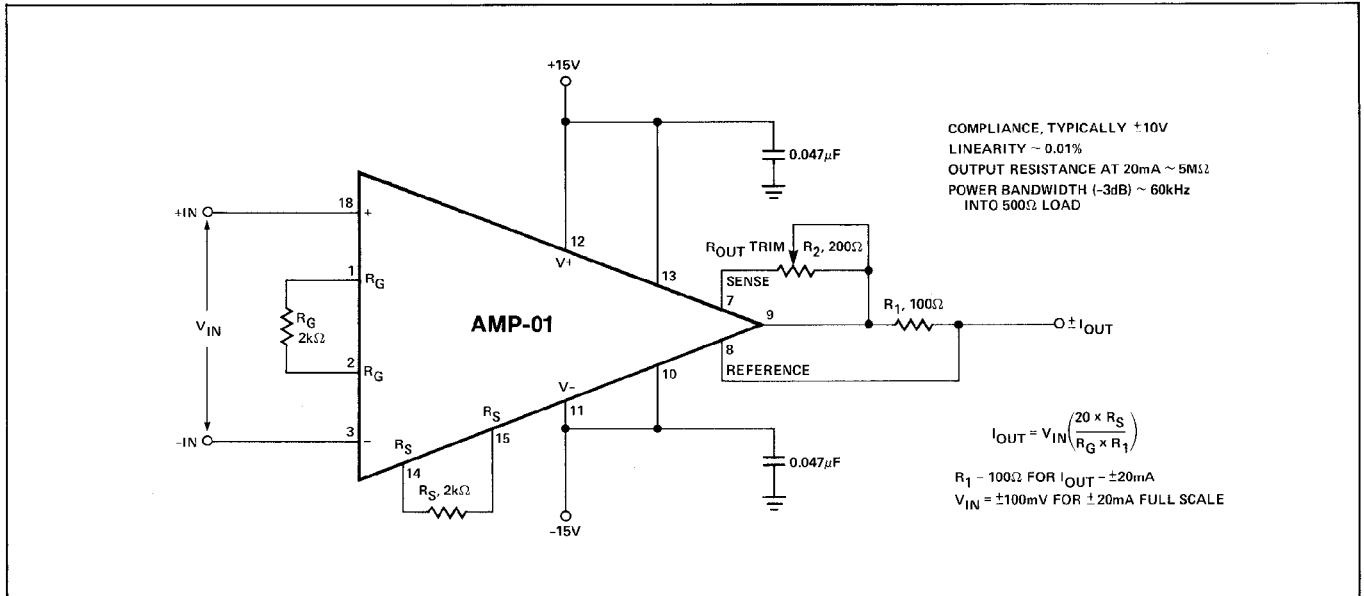 +15V
0.047μF
COMPLIANCE, TYPICALLY ±10V
LINEARITY ~ 0.01%
OUTPUT RESISTANCE AT 20mA ~ 5MΩ
POWER BANDWIDTH (-3dB) ~ 60kHz
INTO 500Ω LOAD
+IN
18
+
12
V+
13
ROUT TRIM
R2, 200Ω
SENSE
7
1
RG
VIN
RG
2kΩ
AMP-01
9
R1, 100Ω
±IOUT
2
RG
8
REFERENCE
V-
11
10
-IN
3
-
RS
14
RS
15
RS, 2kΩ
0.047μF
-15V
IOUT = VIN(20 × RS / RG × R1)
R1 - 100Ω FOR IOUT - ±20mA
VIN = ±100mV FOR ±20mA FULL SCALE